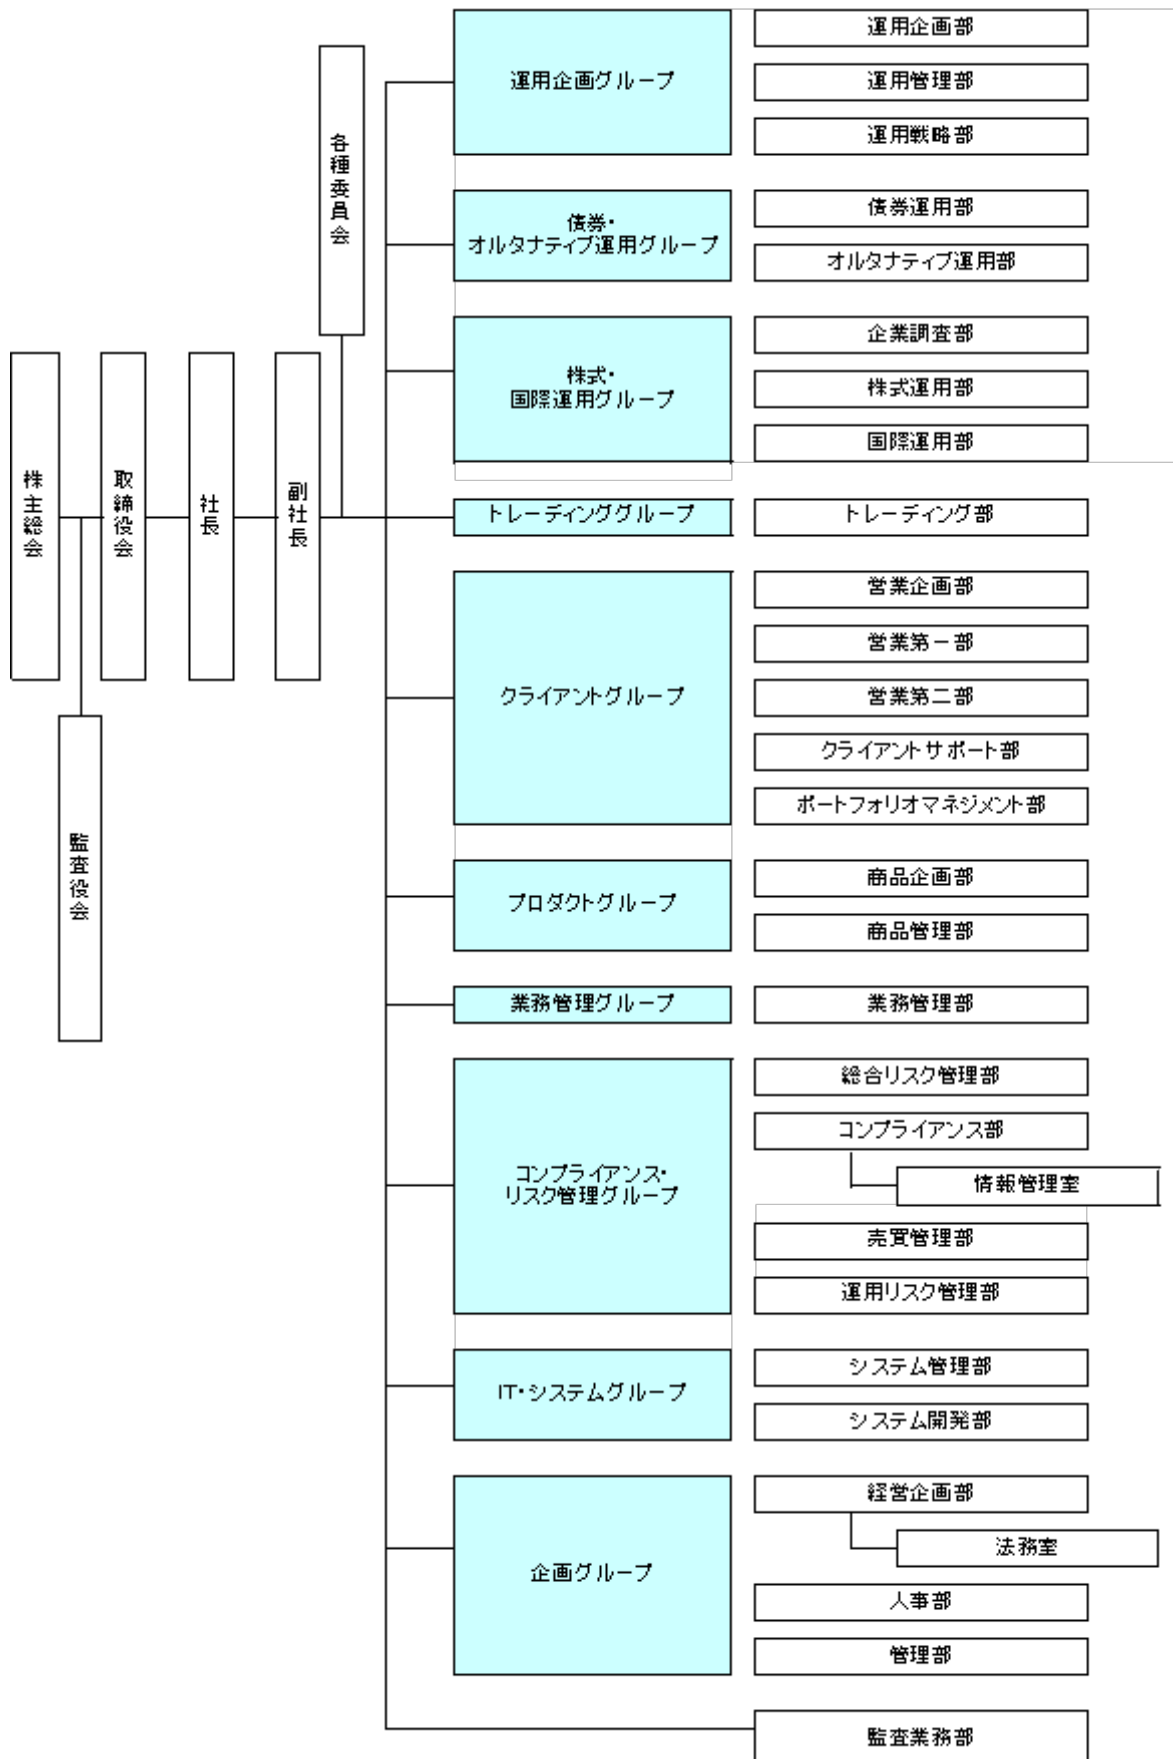 株主総会
監査役会
取締役会
社長
副社長
各種委員会
運用企画グループ
運用企画部
運用管理部
運用戦略部
債券・
オルタナティブ運用グループ
債券運用部
オルタナティブ運用部
株式・
国際運用グループ
企業調査部
株式運用部
国際運用部
トレーディンググループ
トレーディング部
クライアントグループ
営業企画部
営業第一部
営業第二部
クライアントサポート部
ポートフォリオマネジメント部
プロダクトグループ
商品企画部
商品管理部
業務管理グループ
業務管理部
コンプライアンス・
リスク管理グループ
総合リスク管理部
コンプライアンス部
情報管理室
売買管理部
運用リスク管理部
IT・システムグループ
システム管理部
システム開発部
企画グループ
経営企画部
法務室
人事部
管理部
監査業務部